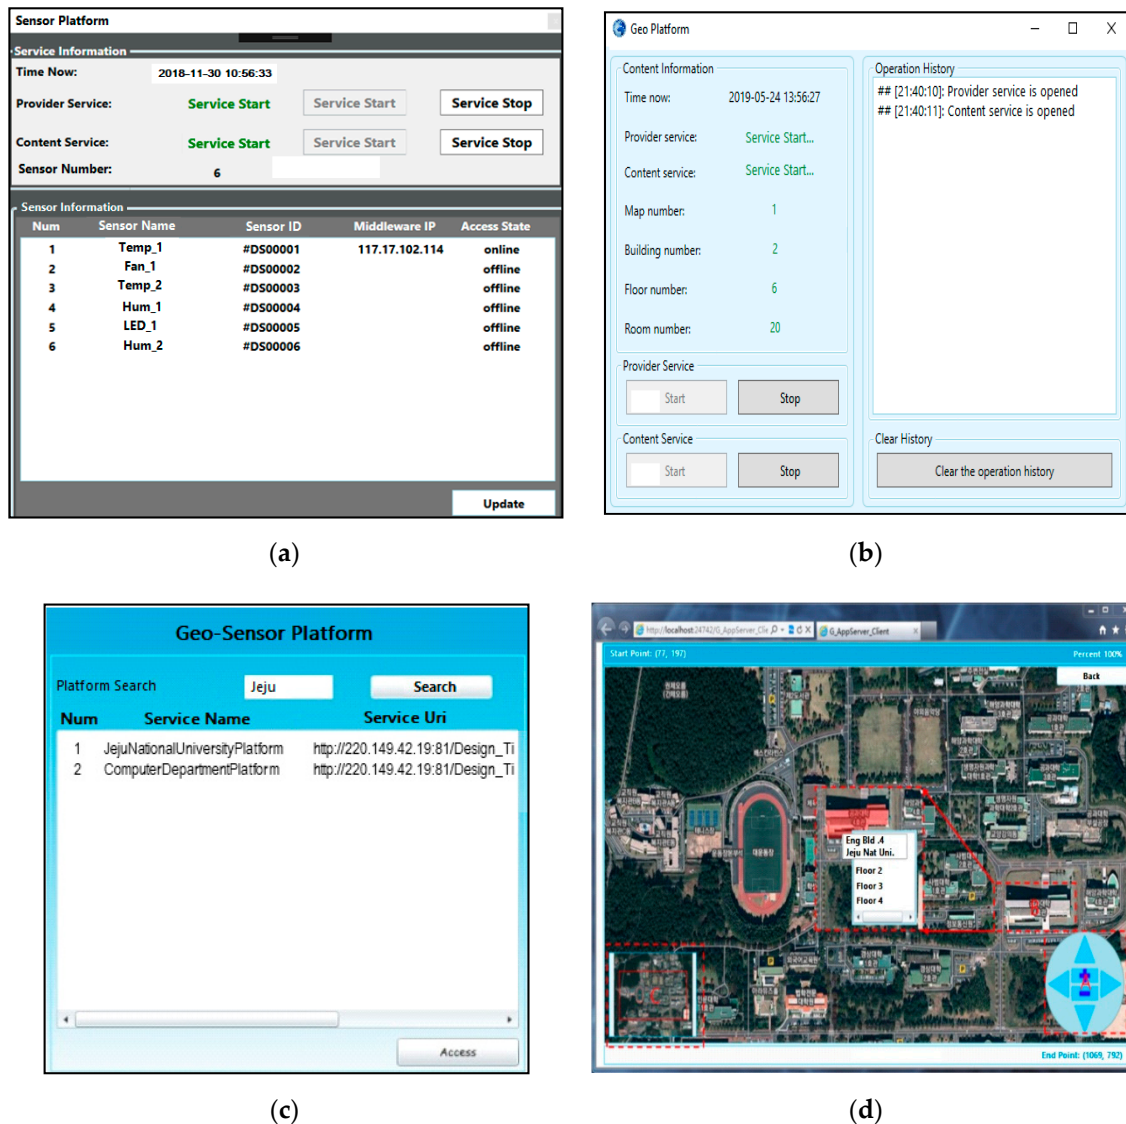 Sensor Platform
Service Information
Time Now: 2018-11-30 10:56:33
Provider Service: Service Start Service Start Service Stop
Content Service: Service Start Service Start Service Stop
Sensor Number: 6
Sensor Information
Num Sensor Name Sensor ID Middleware IP Access State
1 Temp_1 #DS00001 117.17.102.114 online
2 Fan_1 #DS00002 offline
3 Temp_2 #DS00003 offline
4 Hum_1 #DS00004 offline
5 LED_1 #DS00005 offline
6 Hum_2 #DS00006 offline
Update
(a)
Geo Platform
Content Information
Time now: 2019-05-24 13:56:27
Provider service: Service Start...
Content service: Service Start...
Map number: 1
Building number: 2
Floor number: 6
Room number: 20
Provider Service
Start Stop
Content Service
Start Stop
Operation History
## [21:40:10]: Provider service is opened
## [21:40:11]: Content service is opened
Clear History
Clear the operation history
(b)
Geo-Sensor Platform
Platform Search Jeju Search
Num Service Name Service Uri
1 JejuNationalUniversityPlatform http://220.149.42.19:81/Design_Ti
2 ComputerDepartmentPlatform http://220.149.42.19:81/Design_Ti
Access
(c)
http://localhost:24742/G_AppServer_Clie G_AppServer_Client
Start Point: (77, 197) Percent 100%
Back
Eng Bld .4
Jeju Nat Uni.
Floor 2
Floor 3
Floor 4
대운동장
End Point: (1069, 792)
(d)